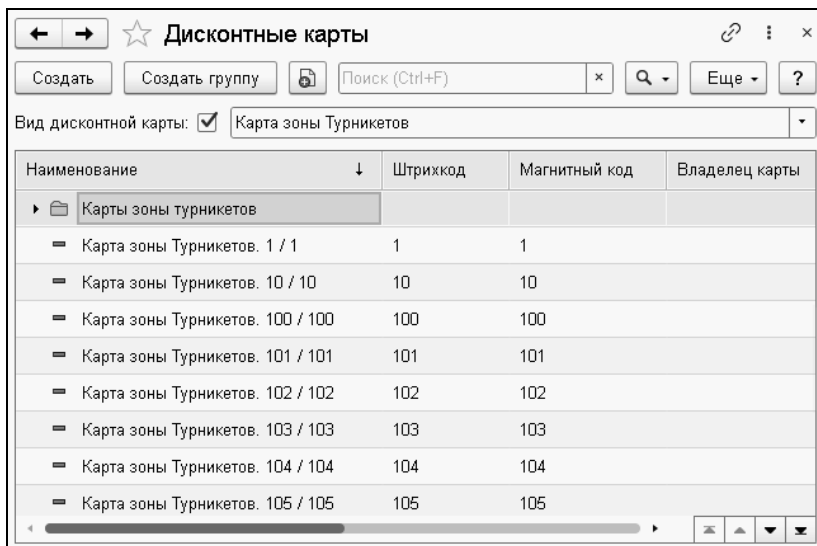 Дисконтные карты
Создать Создать группу Поиск (Ctrl+F) × Еще ?
Вид дисконтной карты: Карта зоны Турникетов
Наименование ↓ Штрихкод Магнитный код Владелец карты
Карты зоны турникетов
Карта зоны Турникетов. 1 / 1 1 1
Карта зоны Турникетов. 10 / 10 10 10
Карта зоны Турникетов. 100 / 100 100 100
Карта зоны Турникетов. 101 / 101 101 101
Карта зоны Турникетов. 102 / 102 102 102
Карта зоны Турникетов. 103 / 103 103 103
Карта зоны Турникетов. 104 / 104 104 104
Карта зоны Турникетов. 105 / 105 105 105